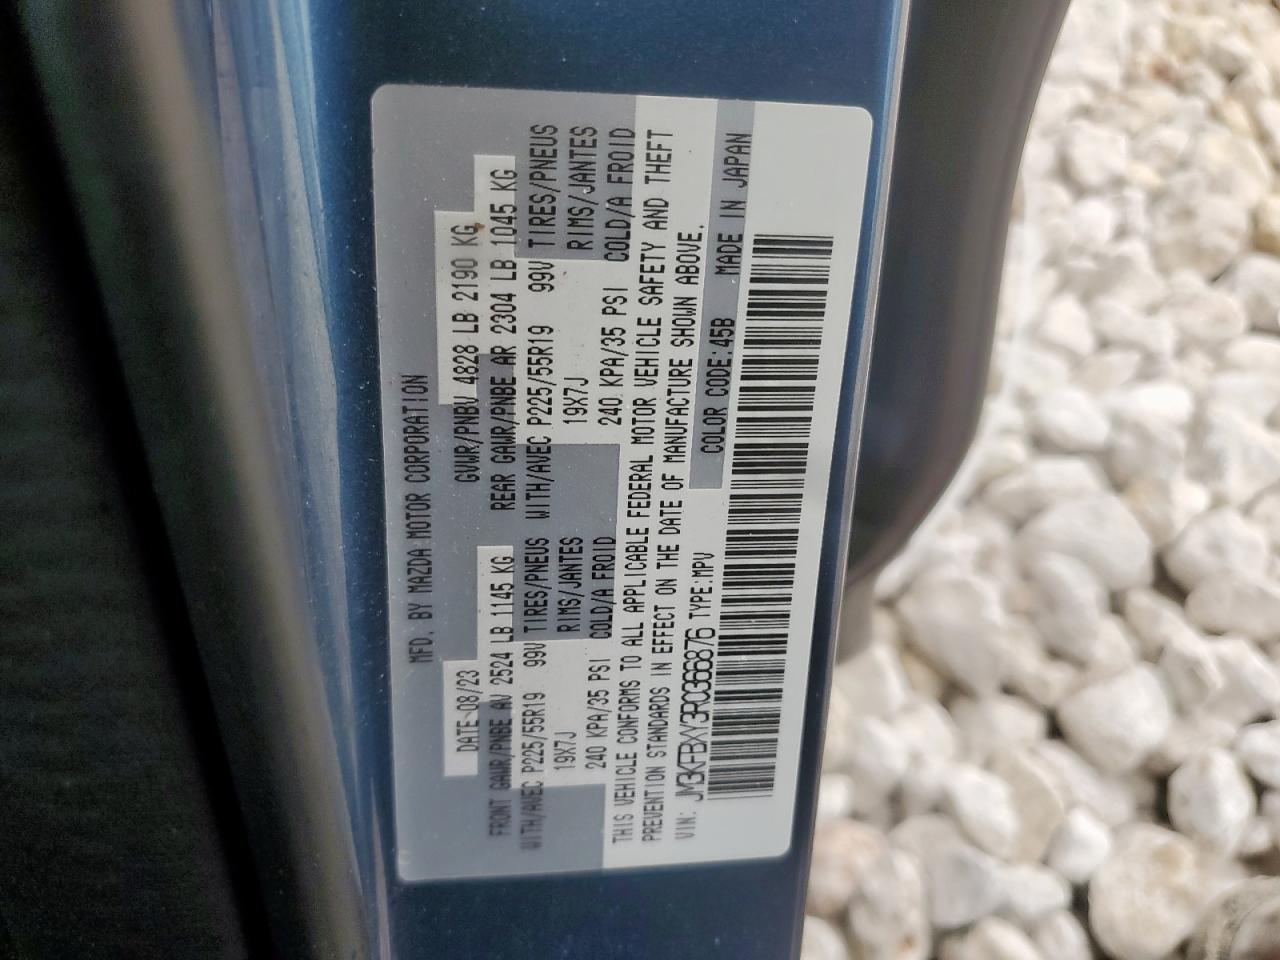 MFD. BY MAZDA MOTOR CORPORATION
DATE 08/23 GVWR/PNBV 4828 LB 2190 KG
FRONT GAWR/PNBE AV 2524 LB 1145 KG REAR GAWR/PNBE AR 2304 LB 1045 KG
WITH/AVEC P225/55R19 99V TIRES/PNEUS WITH/AVEC P225/55R19 99V TIRES/PNEUS
19X7J RIMS/JANTES 19X7J RIMS/JANTES
240 KPA/35 PSI COLD/A FROID 240 KPA/35 PSI COLD/A FROID
THIS VEHICLE CONFORMS TO ALL APPLICABLE FEDERAL MOTOR VEHICLE SAFETY AND THEFT
PREVENTION STANDARDS IN EFFECT ON THE DATE OF MANUFACTURE SHOWN ABOVE.
VIN: JM3KFBXY3R0366876 TYPE:MPV COLOR CODE:45B MADE IN JAPAN